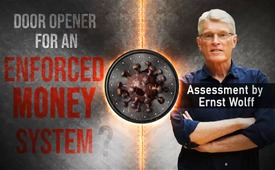 DOOR OPENER
FOR AN
ENFORCED
MONEY
SYSTEM ?
Assessment by
Ernst Wolff